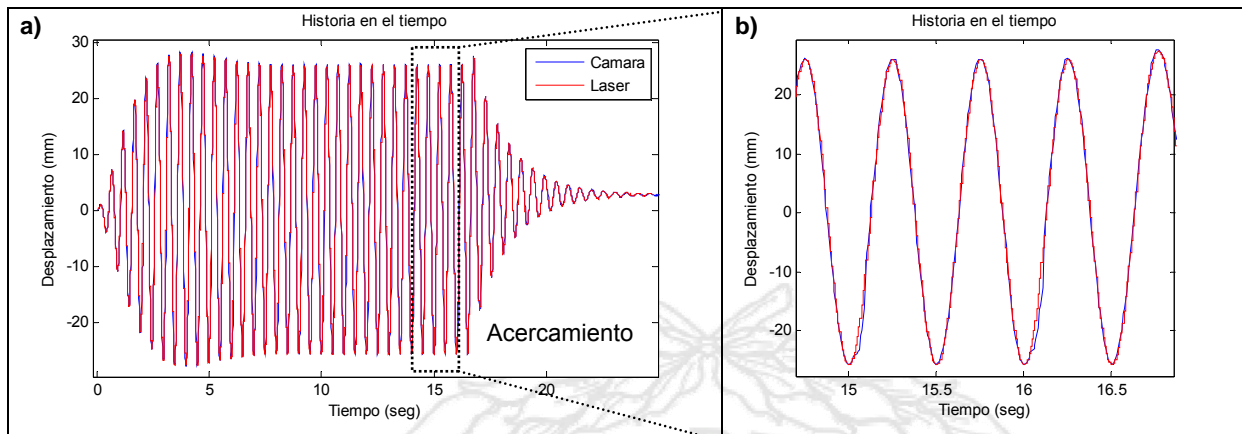 a)
Historia en el tiempo
30
20
10
0
-10
-20
Desplazamiento (mm)
0
5
10
15
20
Tiempo (seg)
Camara
Laser
Acercamiento
b)
Historia en el tiempo
20
10
0
-10
-20
Desplazamiento (mm)
15
15.5
16
16.5
Tiempo (seg)